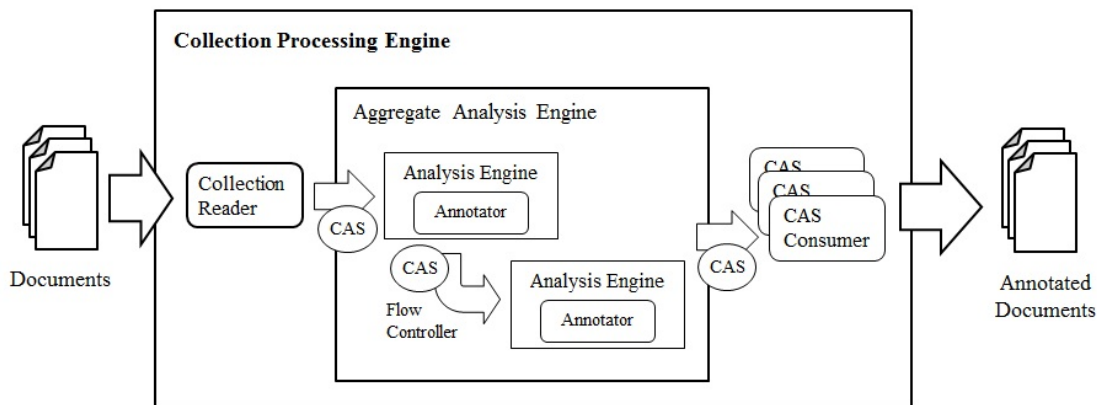 Collection Processing Engine
Aggregate Analysis Engine
Documents
Collection
Reader
CAS
Analysis Engine
Annotator
CAS
Flow
Controller
Analysis Engine
Annotator
CAS
CAS
CAS
CAS
Consumer
Annotated
Documents